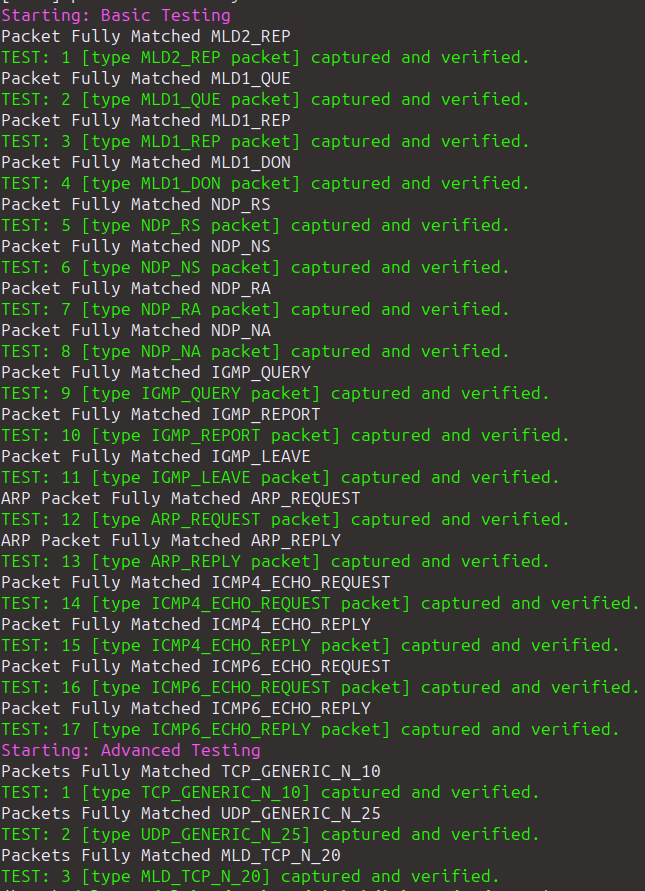 Starting: Basic Testing
Packet Fully Matched MLD2_REP
TEST: 1 [type MLD2_REP packet] captured and verified.
Packet Fully Matched MLD1_QUE
TEST: 2 [type MLD1_QUE packet] captured and verified.
Packet Fully Matched MLD1_REP
TEST: 3 [type MLD1_REP packet] captured and verified.
Packet Fully Matched MLD1_DON
TEST: 4 [type MLD1_DON packet] captured and verified.
Packet Fully Matched NDP_RS
TEST: 5 [type NDP_RS packet] captured and verified.
Packet Fully Matched NDP_NS
TEST: 6 [type NDP_NS packet] captured and verified.
Packet Fully Matched NDP_RA
TEST: 7 [type NDP_RA packet] captured and verified.
Packet Fully Matched NDP_NA
TEST: 8 [type NDP_NA packet] captured and verified.
Packet Fully Matched IGMP_QUERY
TEST: 9 [type IGMP_QUERY packet] captured and verified.
Packet Fully Matched IGMP_REPORT
TEST: 10 [type IGMP_REPORT packet] captured and verified.
Packet Fully Matched IGMP_LEAVE
TEST: 11 [type IGMP_LEAVE packet] captured and verified.
ARP Packet Fully Matched ARP_REQUEST
TEST: 12 [type ARP_REQUEST packet] captured and verified.
ARP Packet Fully Matched ARP_REPLY
TEST: 13 [type ARP_REPLY packet] captured and verified.
Packet Fully Matched ICMP4_ECHO_REQUEST
TEST: 14 [type ICMP4_ECHO_REQUEST packet] captured and verified.
Packet Fully Matched ICMP4_ECHO_REPLY
TEST: 15 [type ICMP4_ECHO_REPLY packet] captured and verified.
Packet Fully Matched ICMP6_ECHO_REQUEST
TEST: 16 [type ICMP6_ECHO_REQUEST packet] captured and verified.
Packet Fully Matched ICMP6_ECHO_REPLY
TEST: 17 [type ICMP6_ECHO_REPLY packet] captured and verified.
Starting: Advanced Testing
Packets Fully Matched TCP_GENERIC_N_10
TEST: 1 [type TCP_GENERIC_N_10] captured and verified.
Packets Fully Matched UDP_GENERIC_N_25
TEST: 2 [type UDP_GENERIC_N_25] captured and verified.
Packets Fully Matched MLD_TCP_N_20
TEST: 3 [type MLD_TCP_N_20] captured and verified.